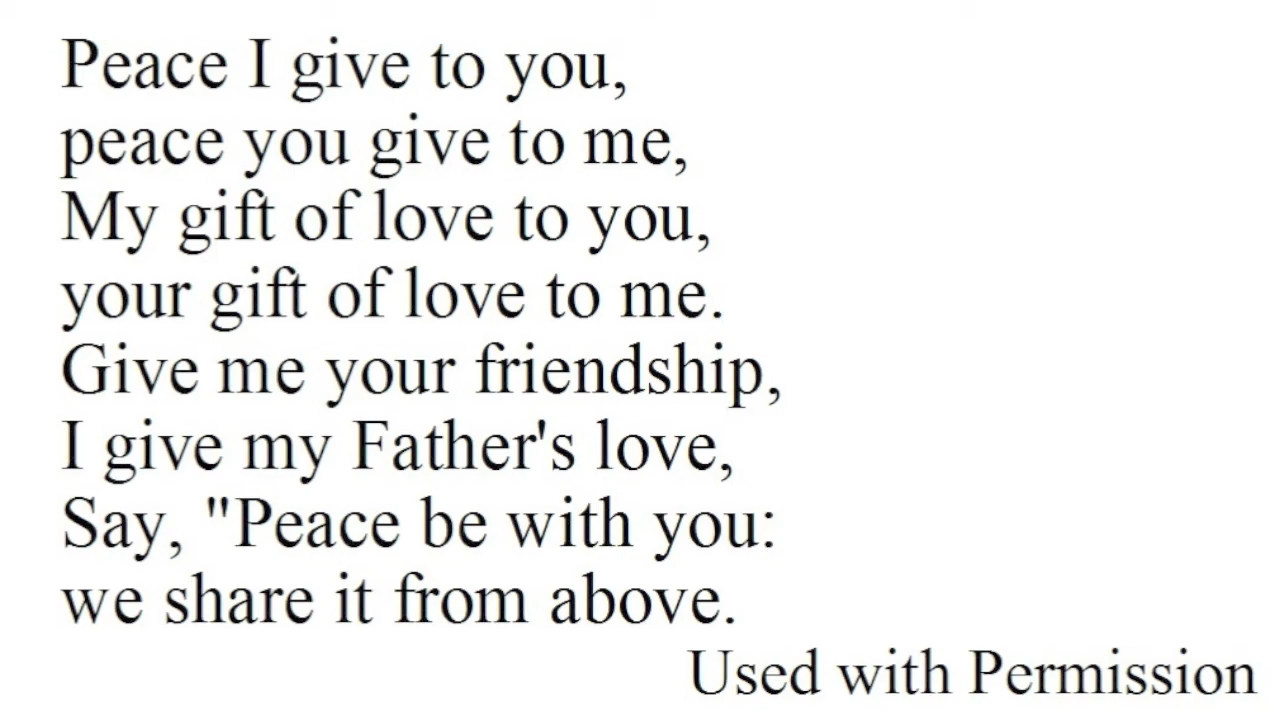 Peace I give to you,
peace you give to me,
My gift of love to you,
your gift of love to me.
Give me your friendship,
I give my Father's love,
Say, "Peace be with you:
we share it from above.
Used with Permission